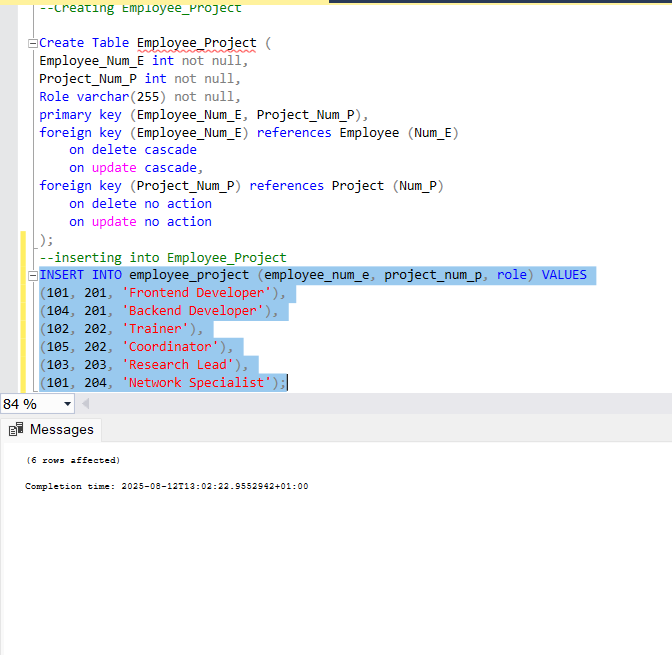 --Creating Employee_Project
Create Table Employee_Project (
Employee_Num_E int not null,
Project_Num_P int not null,
Role varchar(255) not null,
primary key (Employee_Num_E, Project_Num_P),
foreign key (Employee_Num_E) references Employee (Num_E)
on delete cascade
on update cascade,
foreign key (Project_Num_P) references Project (Num_P)
on delete no action
on update no action
);
--inserting into Employee_Project
INSERT INTO employee_project (employee_num_e, project_num_p, role) VALUES
(101, 201, 'Frontend Developer'),
(104, 201, 'Backend Developer'),
(102, 202, 'Trainer'),
(105, 202, 'Coordinator'),
(103, 203, 'Research Lead'),
(101, 204, 'Network Specialist');
84 %
Messages
(6 rows affected)
Completion time: 2025-08-12T13:02:22.9552942+01:00